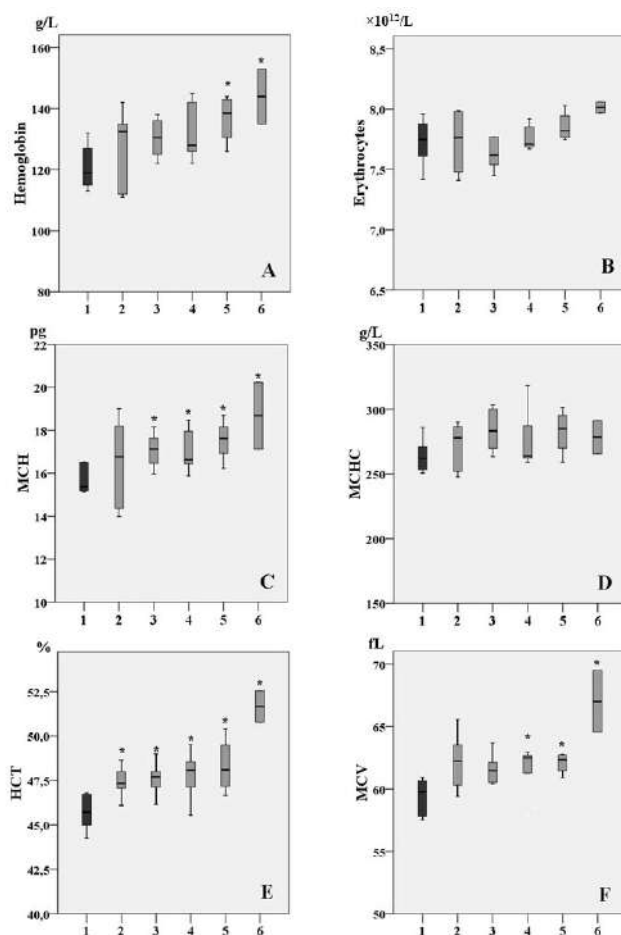 g/L
160
140
120
100
80
Hemoglobin
* *
A
1 2 3 4 5 6
×10¹²/L
8,5
8,0
7,5
7,0
6,5
Erythrocytes
B
1 2 3 4 5 6
pg
22
20
18
16
14
12
10
MCH
* * * *
C
1 2 3 4 5 6
g/L
350
250
150
MCHC
D
1 2 3 4 5 6
%
52,5
50,0
47,5
45,0
42,5
40,0
HCT
* * * * *
E
1 2 3 4 5 6
fL
70
65
60
55
50
MCV
* * *
F
1 2 3 4 5 6